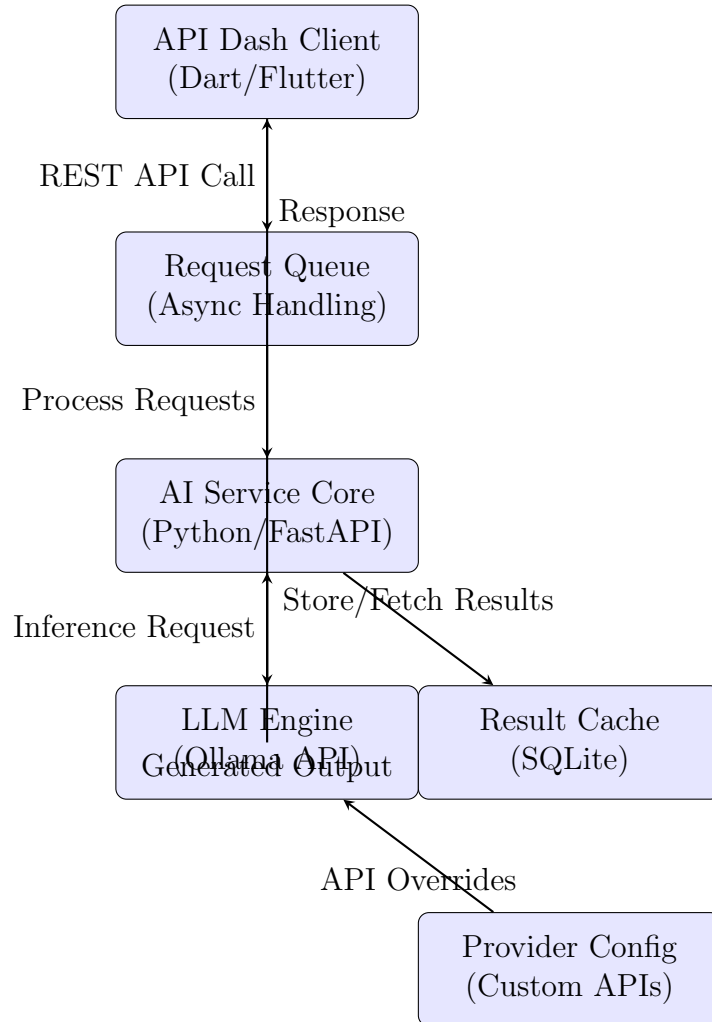 API Dash Client
(Dart/Flutter)
REST API Call
Response
Request Queue
(Async Handling)
Process Requests
AI Service Core
(Python/FastAPI)
Store/Fetch Results
Inference Request
LLM Engine
(Ollama API)
Generated Output
Result Cache
(SQLite)
API Overrides
Provider Config
(Custom APIs)